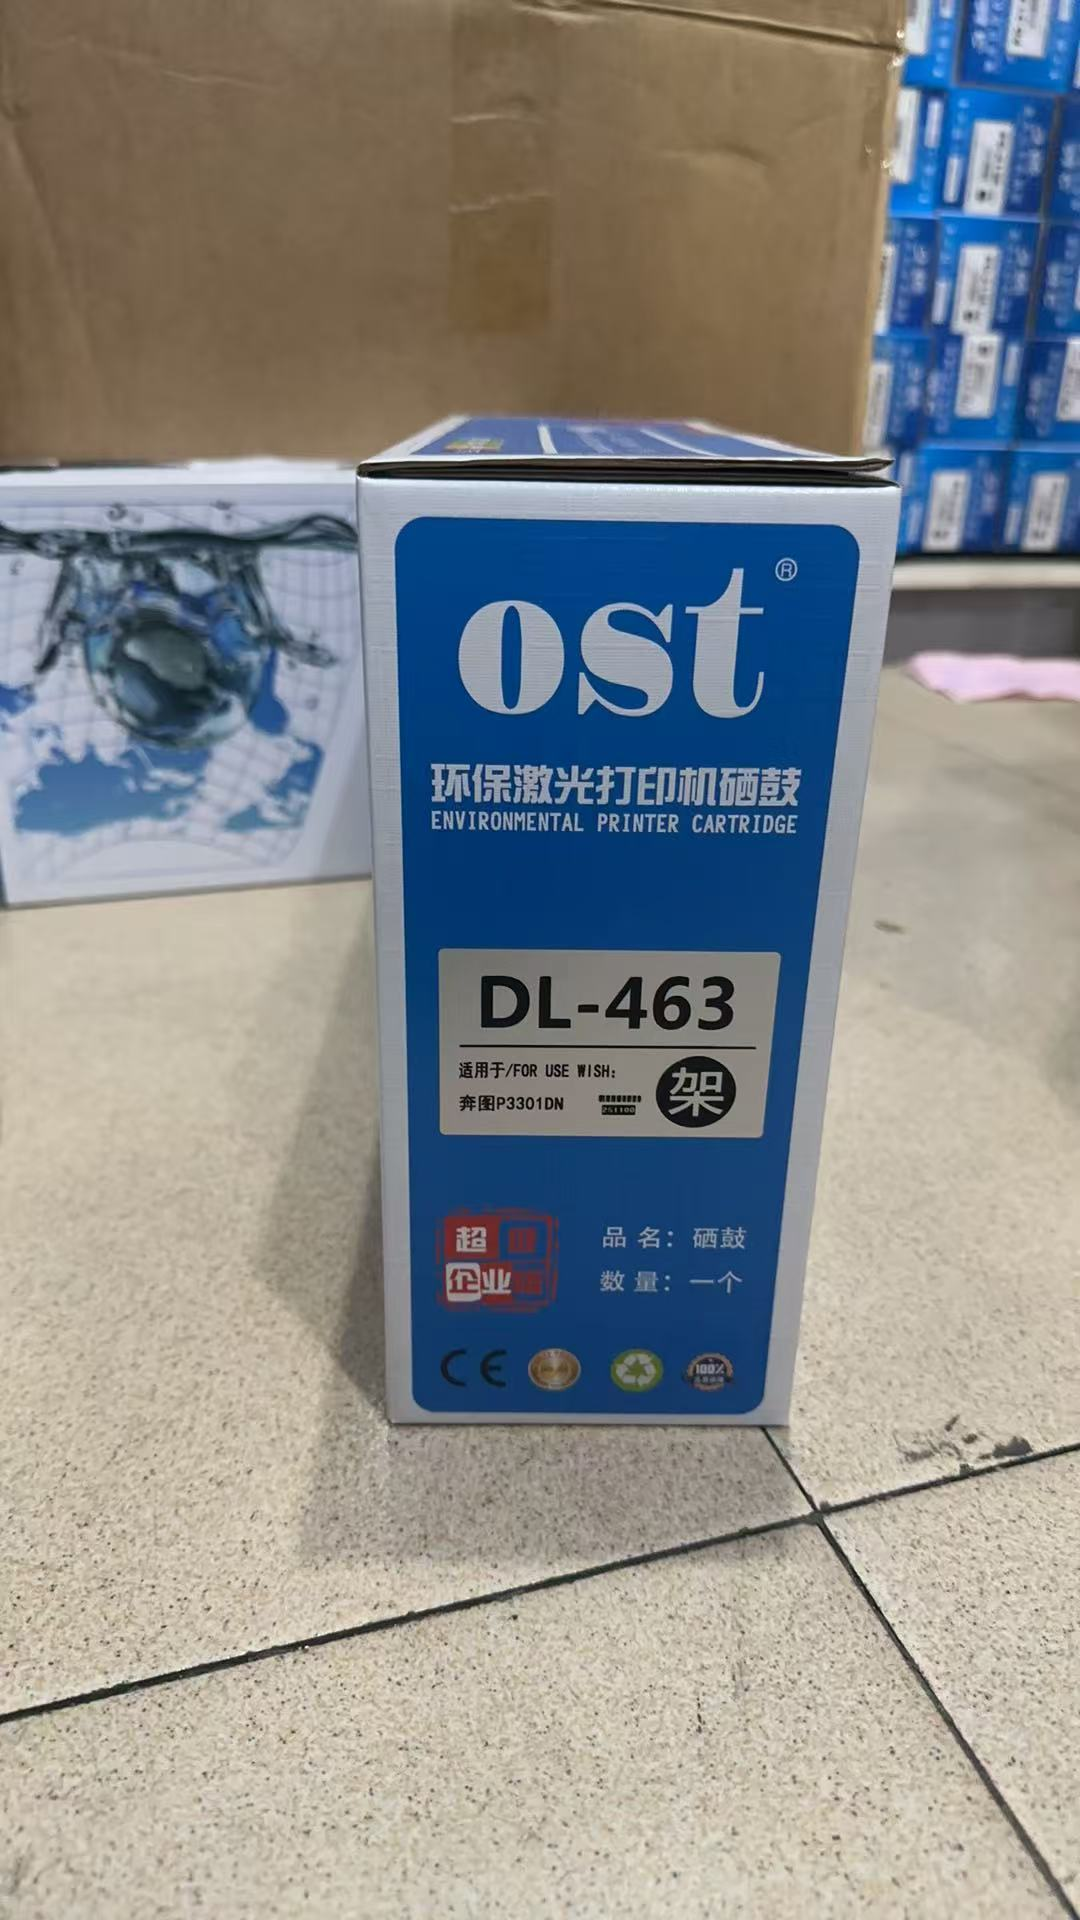 ost®
环保激光打印机硒鼓
ENVIRONMENTAL PRINTER CARTRIDGE
DL-463
适用于/FOR USE WISH:
奔图P3301DN
架
超
企业
品 名：硒鼓
数 量：一个
CE
100%